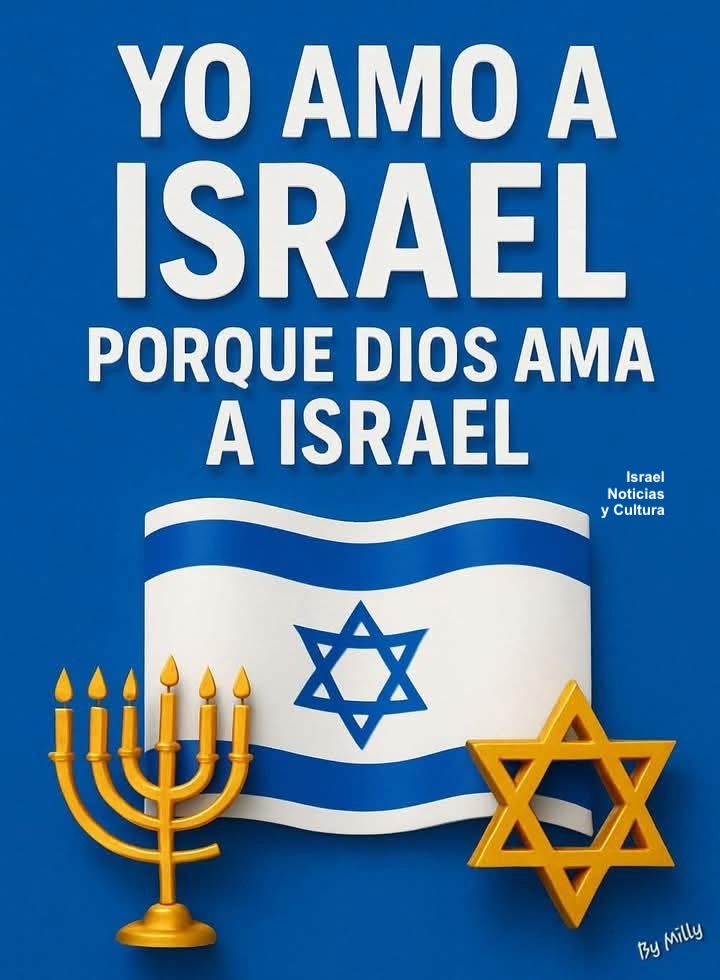 YO AMO A
ISRAEL
PORQUE DIOS AMA
A ISRAEL
Israel
Noticias
y Cultura
By Milly